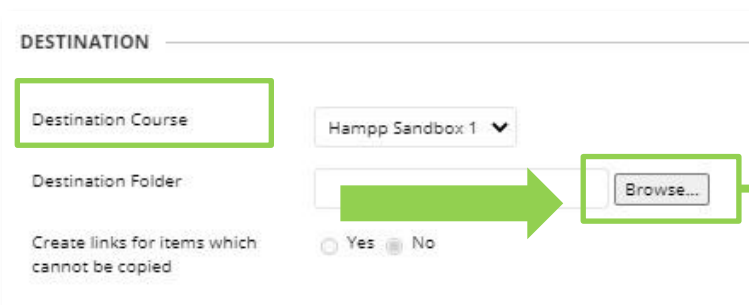 DESTINATION
Destination Course
Hampp Sandbox 1
Destination Folder
Browse...
Create links for items which
cannot be copied
Yes No